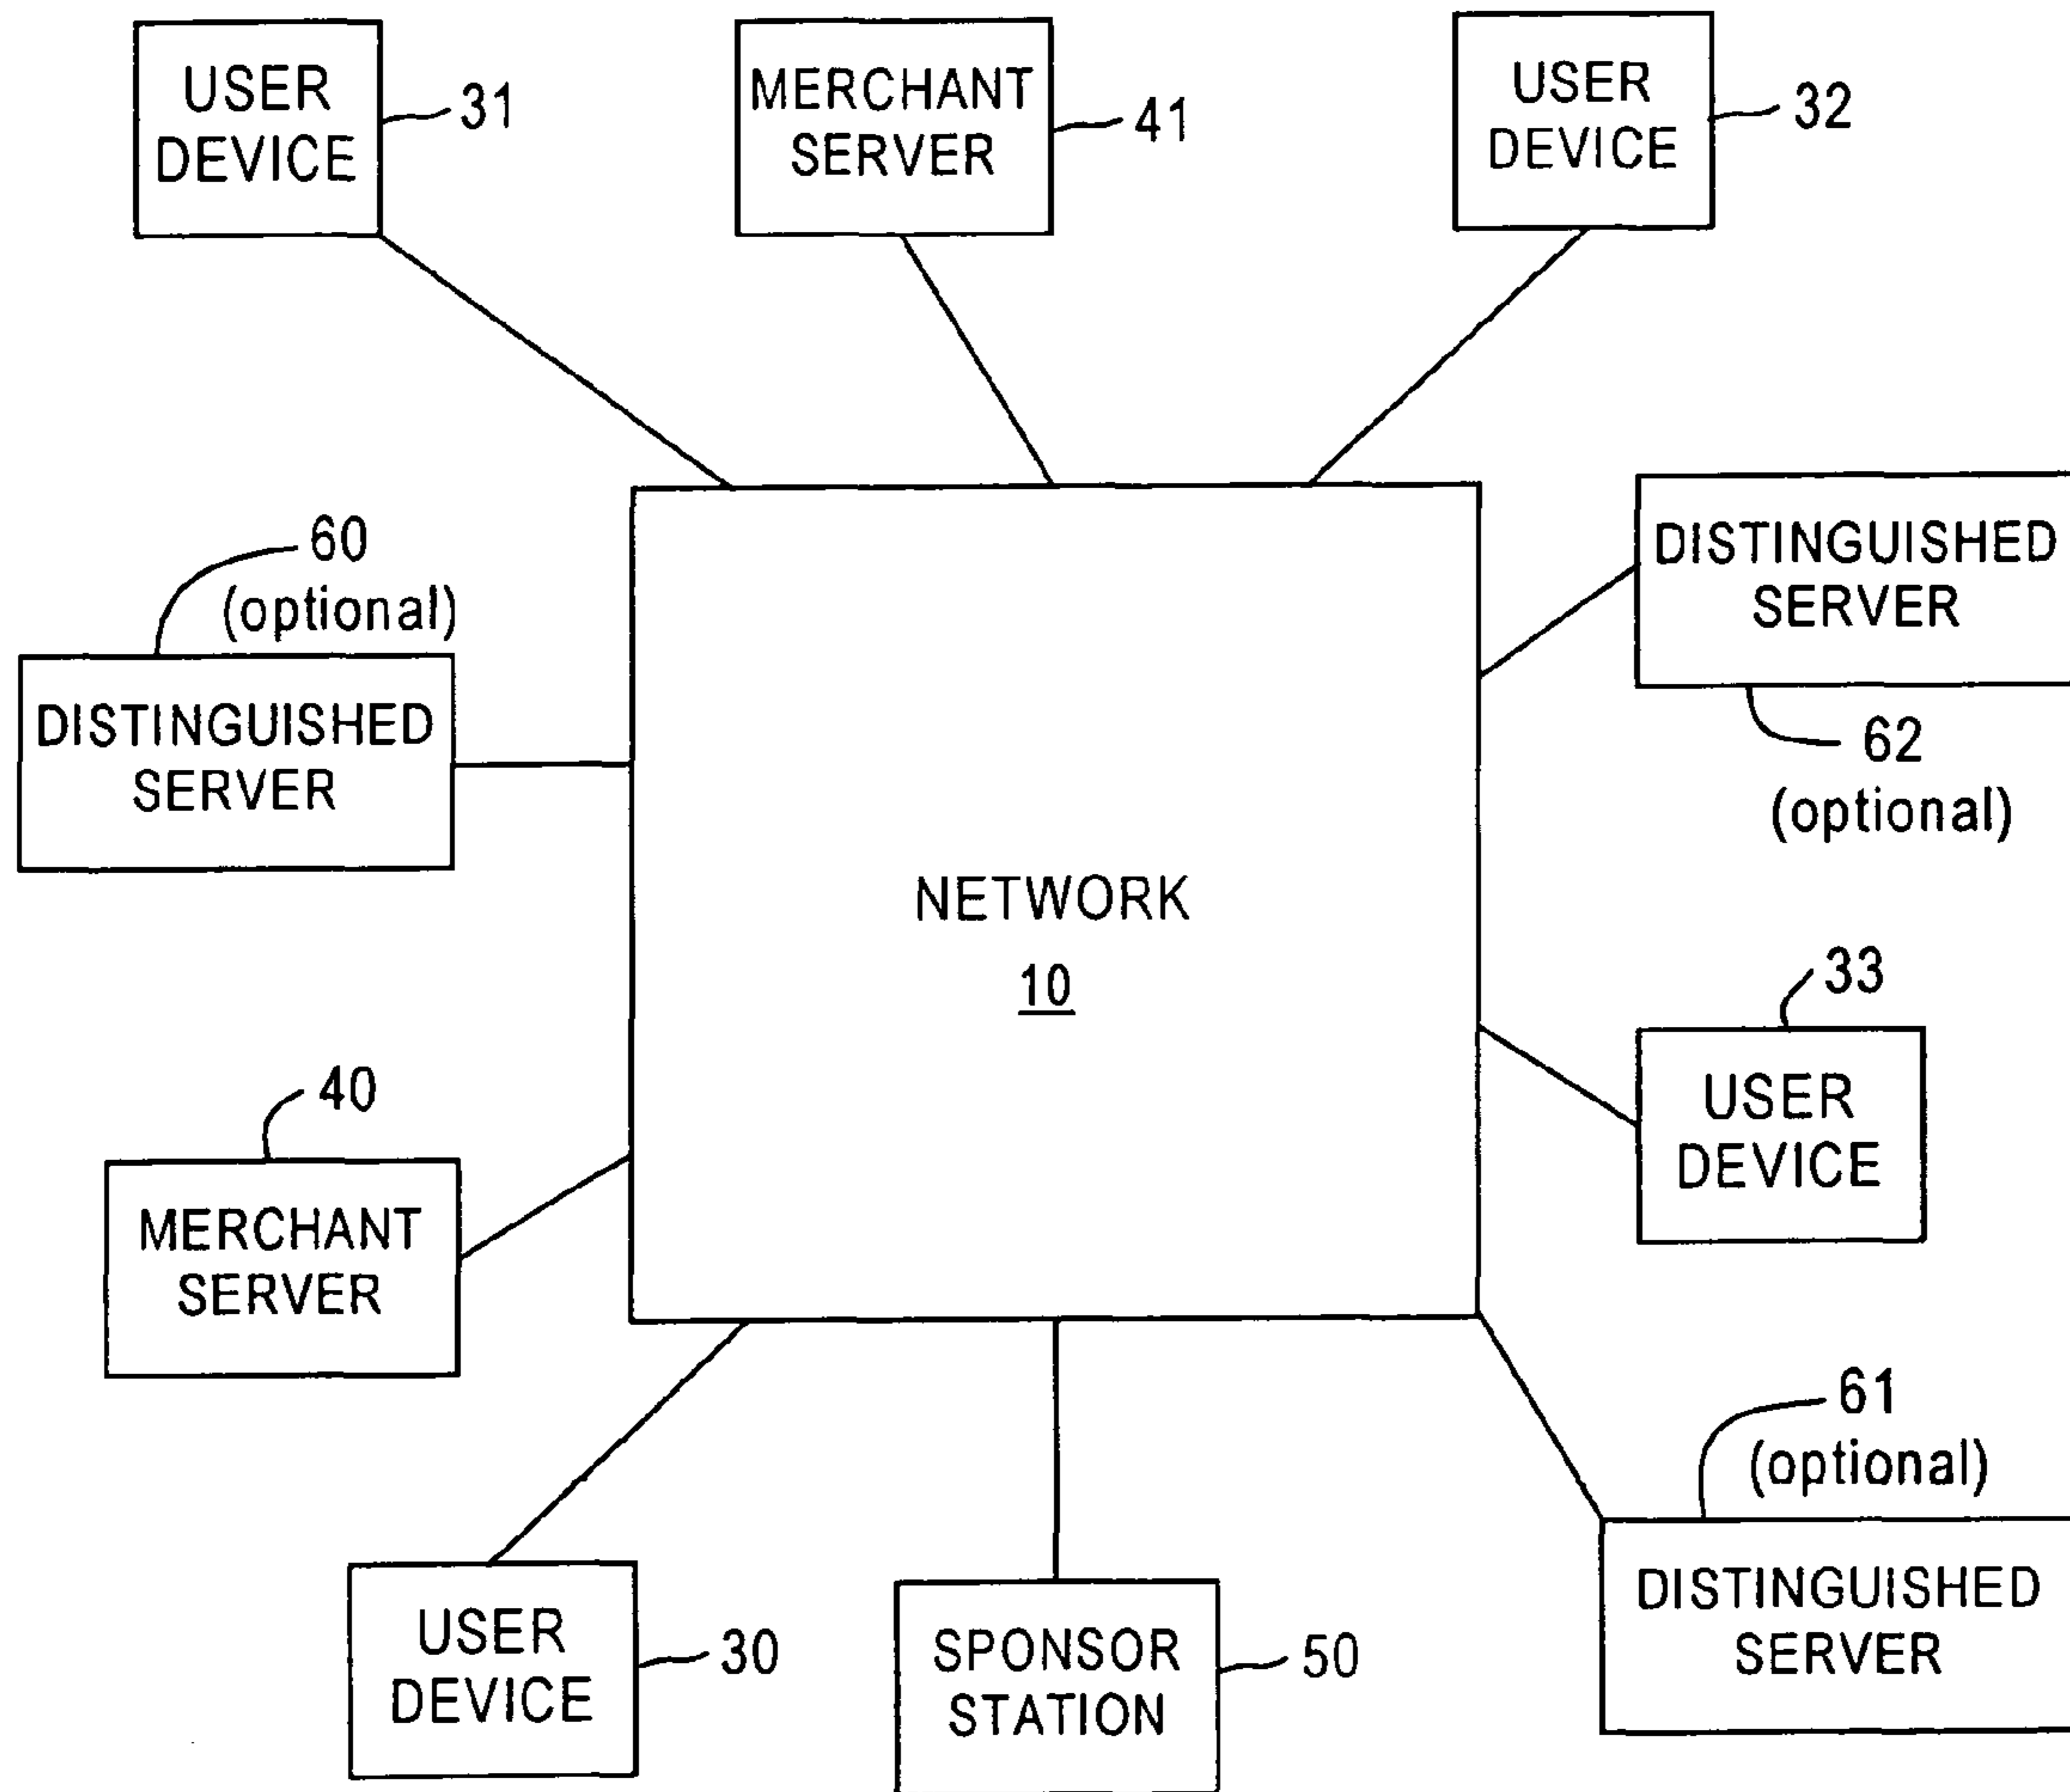 USER
DEVICE
31
MERCHANT
SERVER
41
USER
DEVICE
32
60
(optional)
DISTINGUISHED
SERVER
DISTINGUISHED
SERVER
62
(optional)
NETWORK
10
33
USER
DEVICE
40
MERCHANT
SERVER
61
(optional)
DISTINGUISHED
SERVER
USER
DEVICE
30
SPONSOR
STATION
50